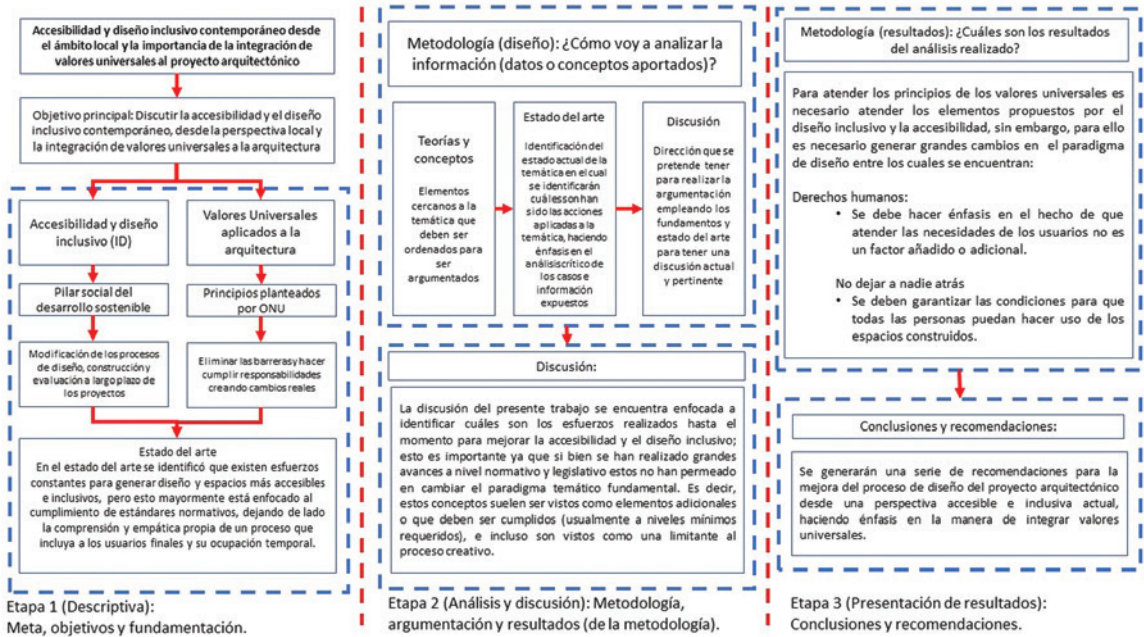 Accesibilidad y diseño inclusivo contemporáneo desde
el ámbito local y la importancia de la integración de
valores universales al proyecto arquitectónico
Objetivo principal: Discutir la accesibilidad y el diseño
inclusivo contemporáneo, desde la perspectiva local
y la integración de valores universales a la arquitectura
Accesibilidad y diseño
inclusivo (ID)
Valores Universales
aplicados a la
arquitectura
Pilar social del
desarrollo sostenible
Principios planteados
por ONU
Modificación de los procesos
de diseño, construcción y
evaluación a largo plazo de
los proyectos
Eliminar las barreras y hacer
cumplir responsabilidades
creando cambios reales
Estado del arte
En el estado del arte se identificó que existen esfuerzos
constantes para generar diseño y espacios más accesibles
e inclusivos, pero esto mayormente está enfocado al
cumplimiento de estándares normativos, dejando de lado
la comprensión y empática propia de un proceso que
incluya a los usuarios finales y su ocupación temporal.
Etapa 1 (Descriptiva):
Meta, objetivos y fundamentación.
Metodología (diseño): ¿Cómo voy a analizar la
información (datos o conceptos aportados)?
Teorías y
conceptos
Elementos
cercanos a la
temática que
deben ser
ordenados para
ser
argumentados
Estado del arte
Identificación del
estado actual de la
temática en el cual
se identificarán
cuálesson han
sido las acciones
aplicadas a la
temática, haciendo
énfasis en el
análisiscrítico de
los casos e
información
expuestos
Discusión
Dirección que se
pretende tener
para realizar la
argumentación
empleando los
fundamentos y
estado del arte
para tener una
discusión actual
y pertinente
Discusión:
La discusión del presente trabajo se encuentra enfocada a
identificar cuáles son los esfuerzos realizados hasta el
momento para mejorar la accesibilidad y el diseño inclusivo;
esto es importante ya que si bien se han realizado grandes
avances a nivel normativo y legislativo estos no han permeado
en cambiar el paradigma temático fundamental. Es decir,
estos conceptos suelen ser vistos como elementos adicionales
o que deben ser cumplidos (usualmente a niveles mínimos
requeridos), e incluso son vistos como una limitante al
proceso creativo.
Etapa 2 (Análisis y discusión): Metodología,
argumentación y resultados (de la metodología).
Metodología (resultados): ¿Cuáles son los resultados
del análisis realizado?
Para atender los principios de los valores universales es
necesario atender los elementos propuestos por el
diseño inclusivo y la accesibilidad, sin embargo, para ello
es necesario generar grandes cambios en el paradigma
de diseño entre los cuales se encuentran:
Derechos humanos:
• Se debe hacer énfasis en el hecho de que
atender las necesidades de los usuarios no es
un factor añadido o adicional.
No dejar a nadie atrás
• Se deben garantizar las condiciones para que
todas las personas puedan hacer uso de los
espacios construidos.
Conclusiones y recomendaciones:
Se generarán una serie de recomendaciones para la
mejora del proceso de diseño del proyecto arquitectónico
desde una perspectiva accesible e inclusiva actual,
haciendo énfasis en la manera de integrar valores
universales.
Etapa 3 (Presentación de resultados):
Conclusiones y recomendaciones.